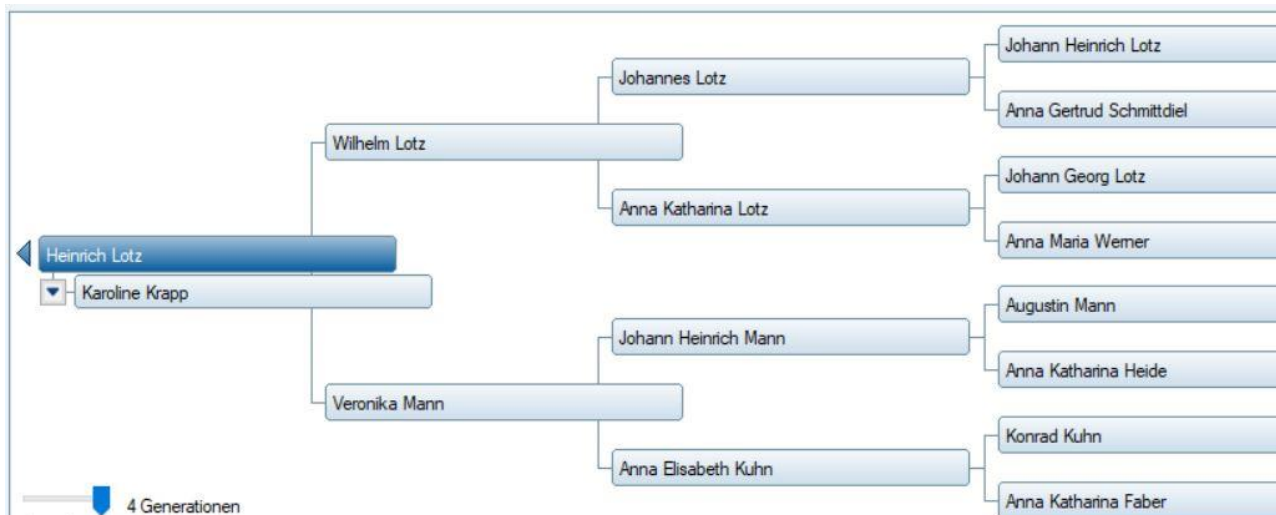 Johann Heinrich Lotz
Johannes Lotz
Anna Gertrud Schmittdiel
Wilhelm Lotz
Johann Georg Lotz
Anna Katharina Lotz
Anna Maria Werner
Heinrich Lotz
Karoline Krapp
Augustin Mann
Johann Heinrich Mann
Anna Katharina Heide
Veronika Mann
Konrad Kuhn
Anna Elisabeth Kuhn
Anna Katharina Faber
4 Generationen